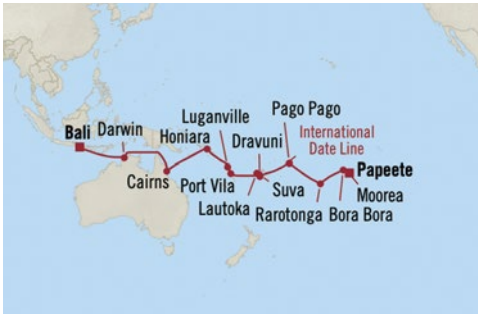 Pago Pago
Luganville
International
Date Line
Bali
Darwin
Honiara
Dravuni
Papeete
Cairns
Port Vila
Suva
Moorea
Lautoka
Rarotonga
Bora Bora